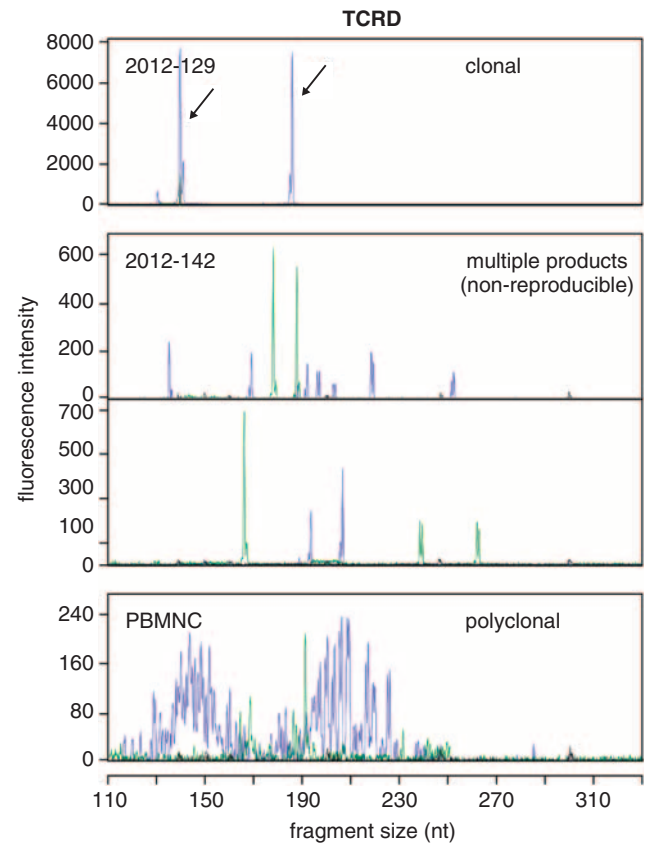 TCRD
8000
6000
4000
2000
0
2012-129
clonal
600
400
200
0
2012-142
multiple products
(non-reproducible)
700
500
300
100
0
fluorescence intensity
240
160
80
0
PBMNC
polyclonal
110 150 190 230 270 310
fragment size (nt)